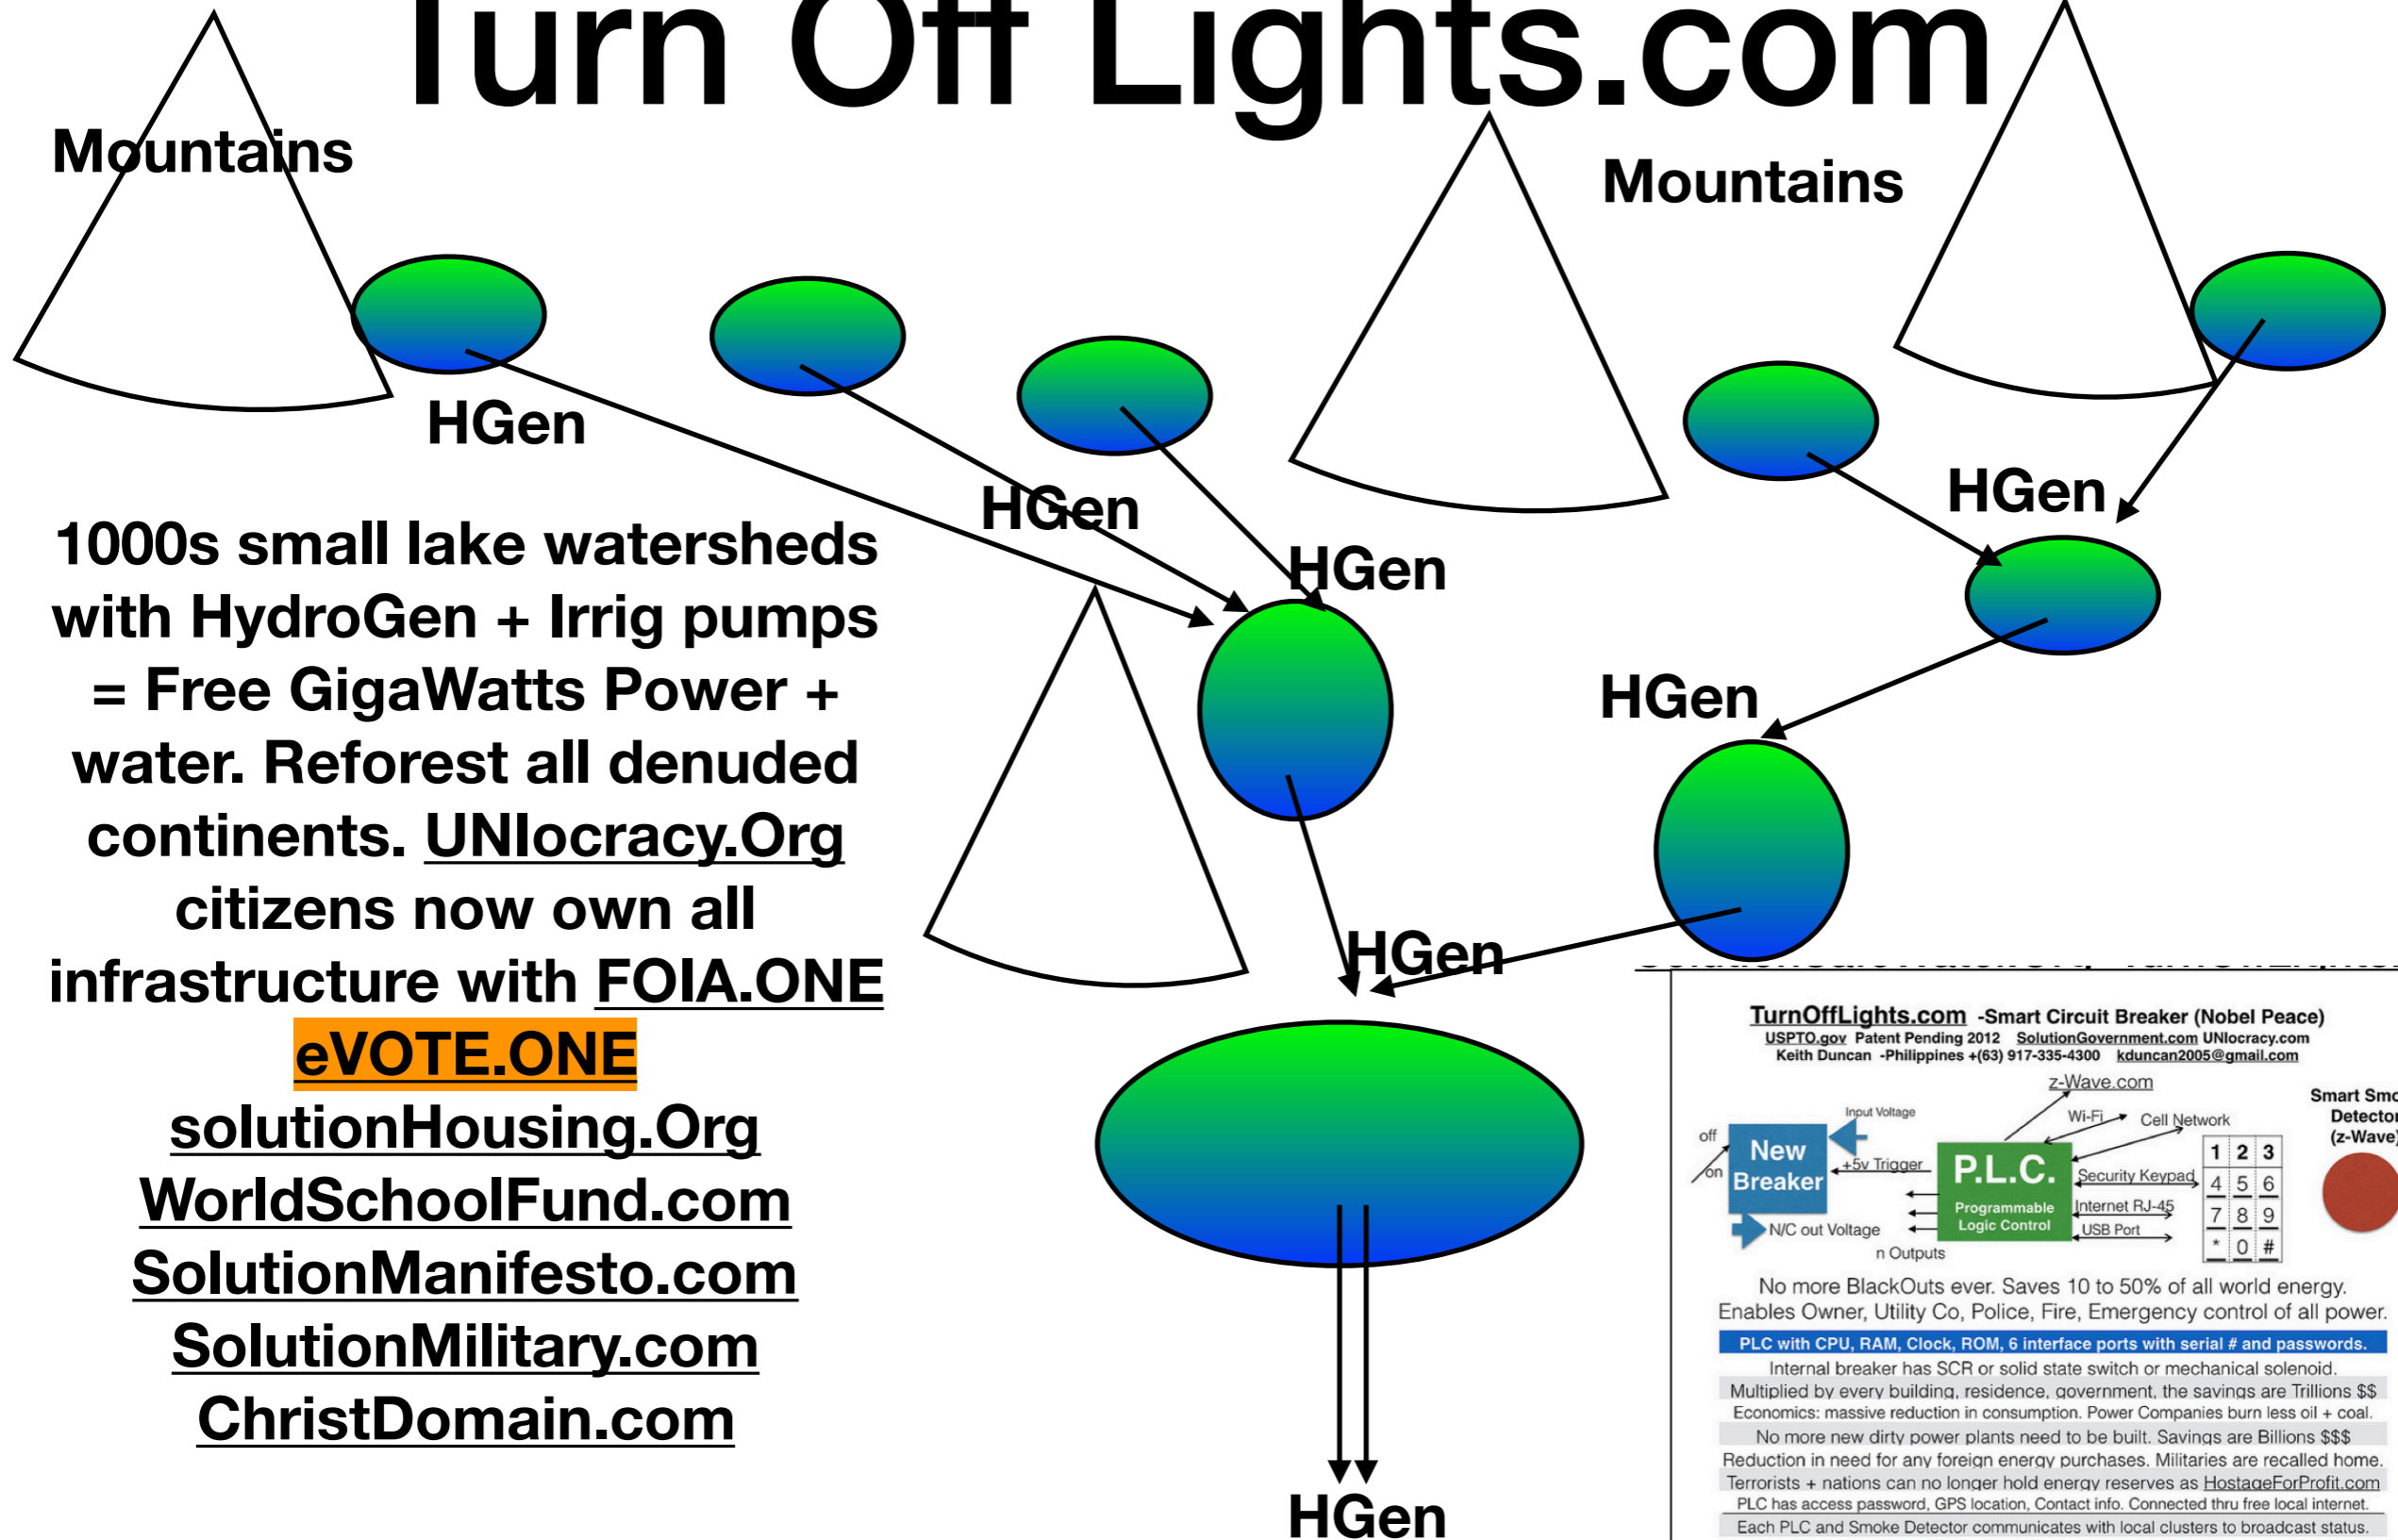 Turn Off Lights.com
Mountains
Mountains
HGen
HGen
HGen
HGen
HGen
HGen
HGen
1000s small lake watersheds
with HydroGen + Irrig pumps
= Free GigaWatts Power +
water. Reforest all denuded
continents. UNIocracy.Org
citizens now own all
infrastructure with FOIA.ONE
eVOTE.ONE
solutionHousing.Org
WorldSchoolFund.com
SolutionManifesto.com
SolutionMilitary.com
ChristDomain.com
TurnOffLights.com -Smart Circuit Breaker (Nobel Peace)
USPTO.gov Patent Pending 2012 SolutionGovernment.com UNIocracy.com
Keith Duncan -Philippines +(63) 917-335-4300 kduncan2005@gmail.com
z-Wave.com
Smart Smo
Detector
(z-Wave)
Input Voltage
Wi-Fi
Cell Network
off
on
New
Breaker
+5v Trigger
P.L.C.
Programmable
Logic Control
Security Keypad
Internet RJ-45
USB Port
1 2 3
4 5 6
7 8 9
* 0 #
N/C out Voltage
n Outputs
No more BlackOuts ever. Saves 10 to 50% of all world energy.
Enables Owner, Utility Co, Police, Fire, Emergency control of all power.
PLC with CPU, RAM, Clock, ROM, 6 interface ports with serial # and passwords.
Internal breaker has SCR or solid state switch or mechanical solenoid.
Multiplied by every building, residence, government, the savings are Trillions $$
Economics: massive reduction in consumption. Power Companies burn less oil + coal.
No more new dirty power plants need to be built. Savings are Billions $$$
Reduction in need for any foreign energy purchases. Militaries are recalled home.
Terrorists + nations can no longer hold energy reserves as HostageForProfit.com
PLC has access password, GPS location, Contact info. Connected thru free local internet.
Each PLC and Smoke Detector communicates with local clusters to broadcast status.